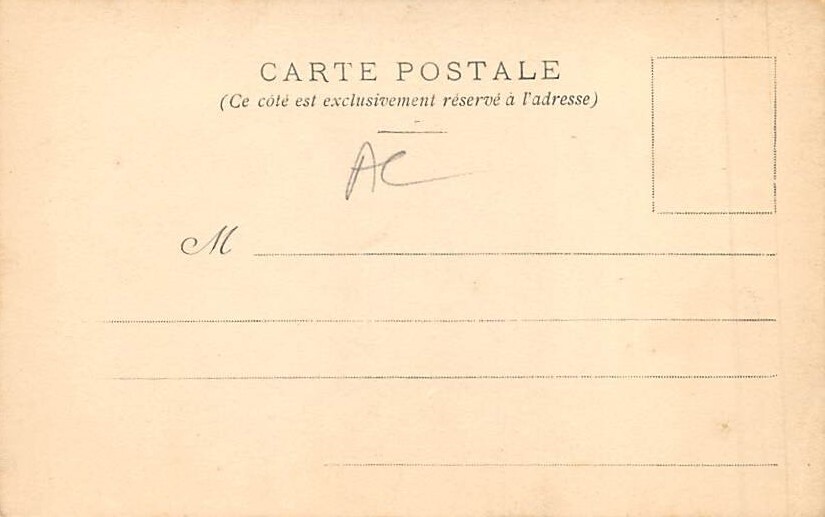 CARTE POSTALE
(Ce côté est exclusivement réservé à l'adresse)
AC
M